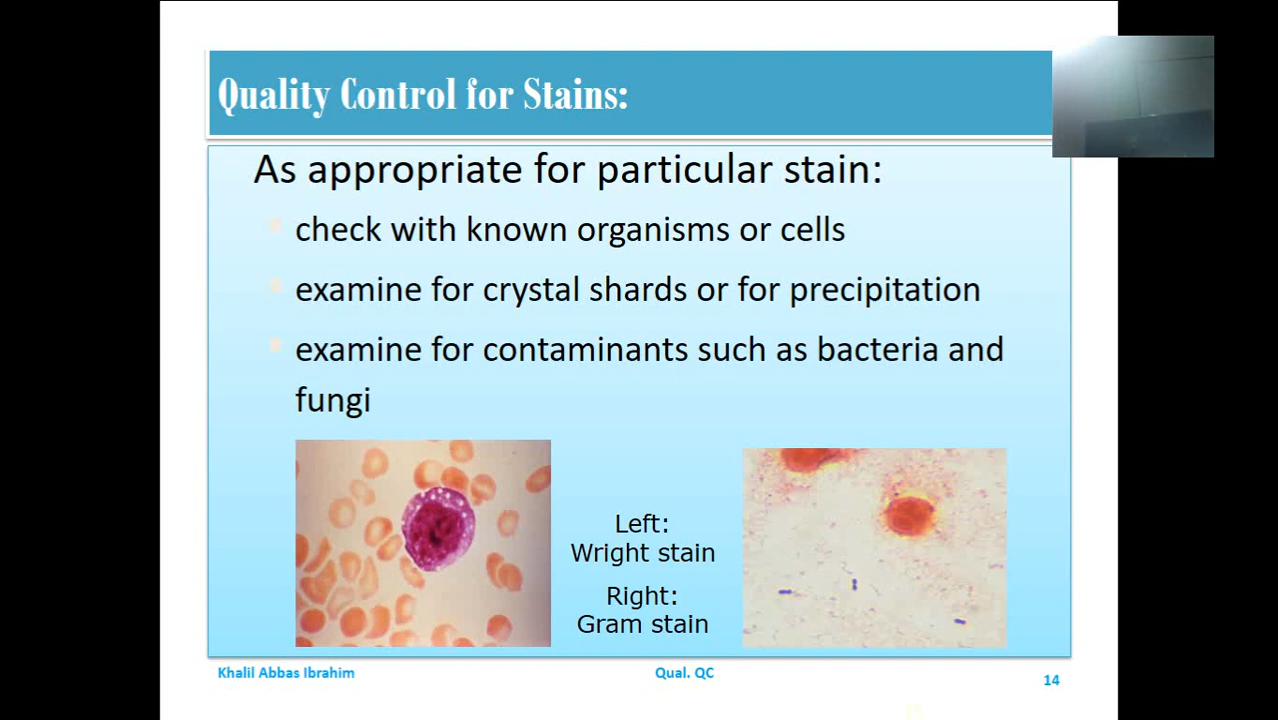 Quality Control for Stains:
As appropriate for particular stain:
check with known organisms or cells
examine for crystal shards or for precipitation
examine for contaminants such as bacteria and
fungi
Left:
Wright stain
Right:
Gram stain
Khalil Abbas Ibrahim
Qual. QC
14